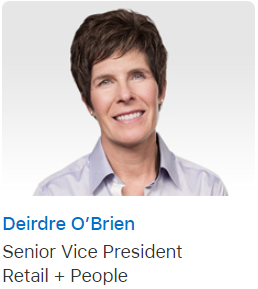 Deirdre O’Brien
Senior Vice President
Retail + People